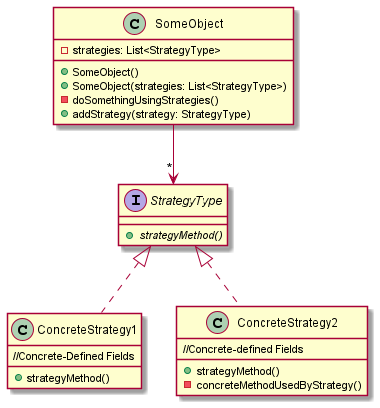 C SomeObject
strategies: List<StrategyType>
SomeObject()
SomeObject(strategies: List<StrategyType>)
doSomethingUsingStrategies()
addStrategy(strategy: StrategyType)
*
I StrategyType
strategyMethod()
C ConcreteStrategy1
//Concrete-Defined Fields
strategyMethod()
C ConcreteStrategy2
//Concrete-defined Fields
strategyMethod()
concreteMethodUsedByStrategy()